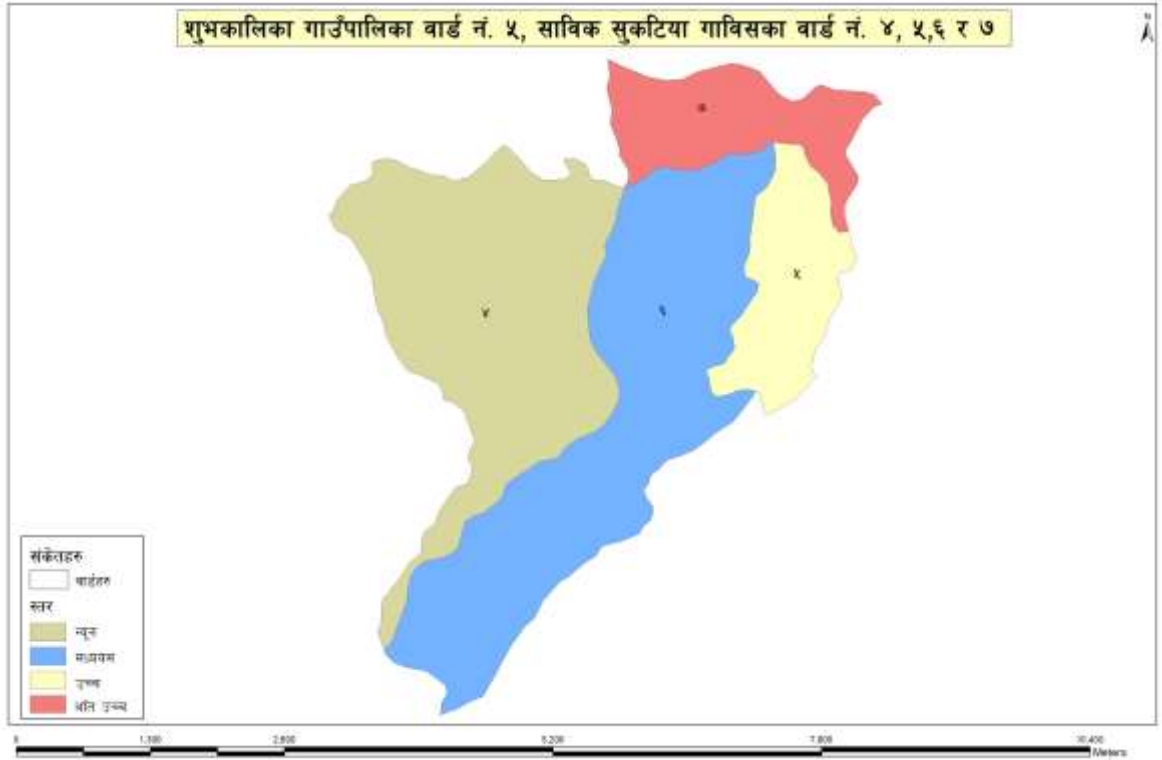 शुभकालिका गाउँपालिका वार्ड नं. ५, साविक सुकटिया गाविसका वार्ड नं. ४, ५,६ र ७
N
७
५
४
६
संकेतहरु
वार्डहरु
स्तर
न्यून
मध्यमस
उच्च
अति उच्च
0 1,300 2,600 5,200 7,800 10,400
Meters